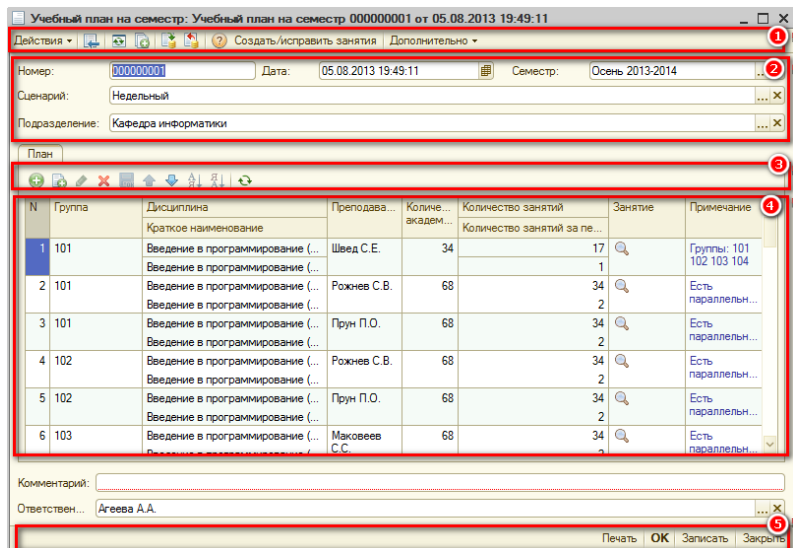 Учебный план на семестр: Учебный план на семестр 000000001 от 05.08.2013 19:49:11
Действия Создать/исправить занятия Дополнительно 1
Номер: 000000001 Дата: 05.08.2013 19:49:11 Семестр: Осень 2013-2014 ... 2
Сценарий: Недельный ...
Подразделение: Кафедра информатики ...
План
3
N Группа Дисциплина Преподава... Количе... Количество занятий Занятие Примечание 4
Краткое наименование академ... Количество занятий за пе...
1 101 Введение в программирование (... Швед С.Е. 34 17 Группы: 101
Введение в программирование (... 1 102 103 104
2 101 Введение в программирование (... Рожнев С.В. 68 34 Есть
Введение в программирование (... 2 параллельн...
3 101 Введение в программирование (... Прун П.О. 68 34 Есть
Введение в программирование (... 2 параллельн...
4 102 Введение в программирование (... Рожнев С.В. 68 34 Есть
Введение в программирование (... 2 параллельн...
5 102 Введение в программирование (... Прун П.О. 68 34 Есть
Введение в программирование (... 2 параллельн...
6 103 Введение в программирование (... Маковеев 68 34 Есть
Введение в программирование (... С.С. 2 параллельн...
Комментарий:
Ответствен... Агеева А.А. ...
5
Печать OK Записать Закрыть